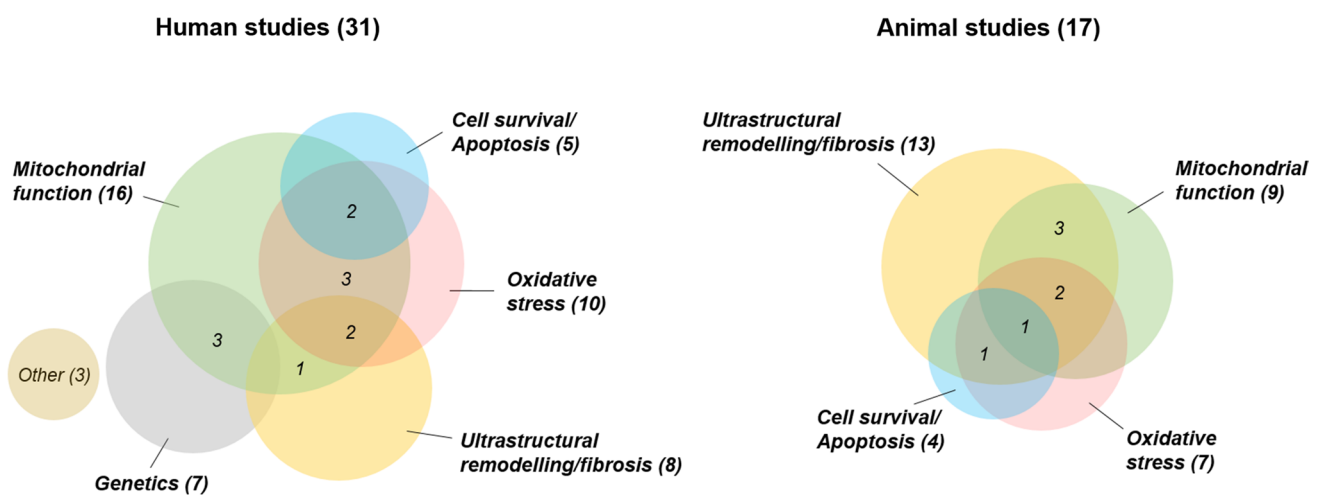 Human studies (31)
Cell survival/
Apoptosis (5)
Mitochondrial
function (16)
2
Oxidative
stress (10)
3
2
3
1
Other (3)
Ultrastructural
remodelling/fibrosis (8)
Genetics (7)
Animal studies (17)
Ultrastructural
remodelling/fibrosis (13)
Mitochondrial
function (9)
3
2
1
1
Cell survival/
Apoptosis (4)
Oxidative
stress (7)